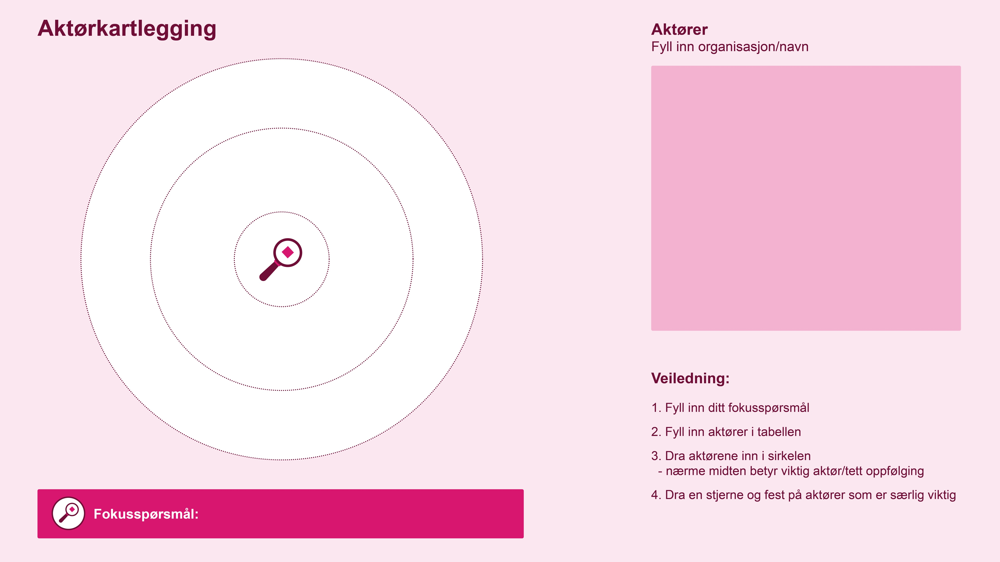 Aktørkartlegging
Aktører
Fyll inn organisasjon/navn
Veiledning:
1. Fyll inn ditt fokusspørsmål
2. Fyll inn aktører i tabellen
3. Dra aktørene inn i sirkelen
- nærme midten betyr viktig aktør/tett oppfølging
4. Dra en stjerne og fest på aktører som er særlig viktig
Fokusspørsmål: